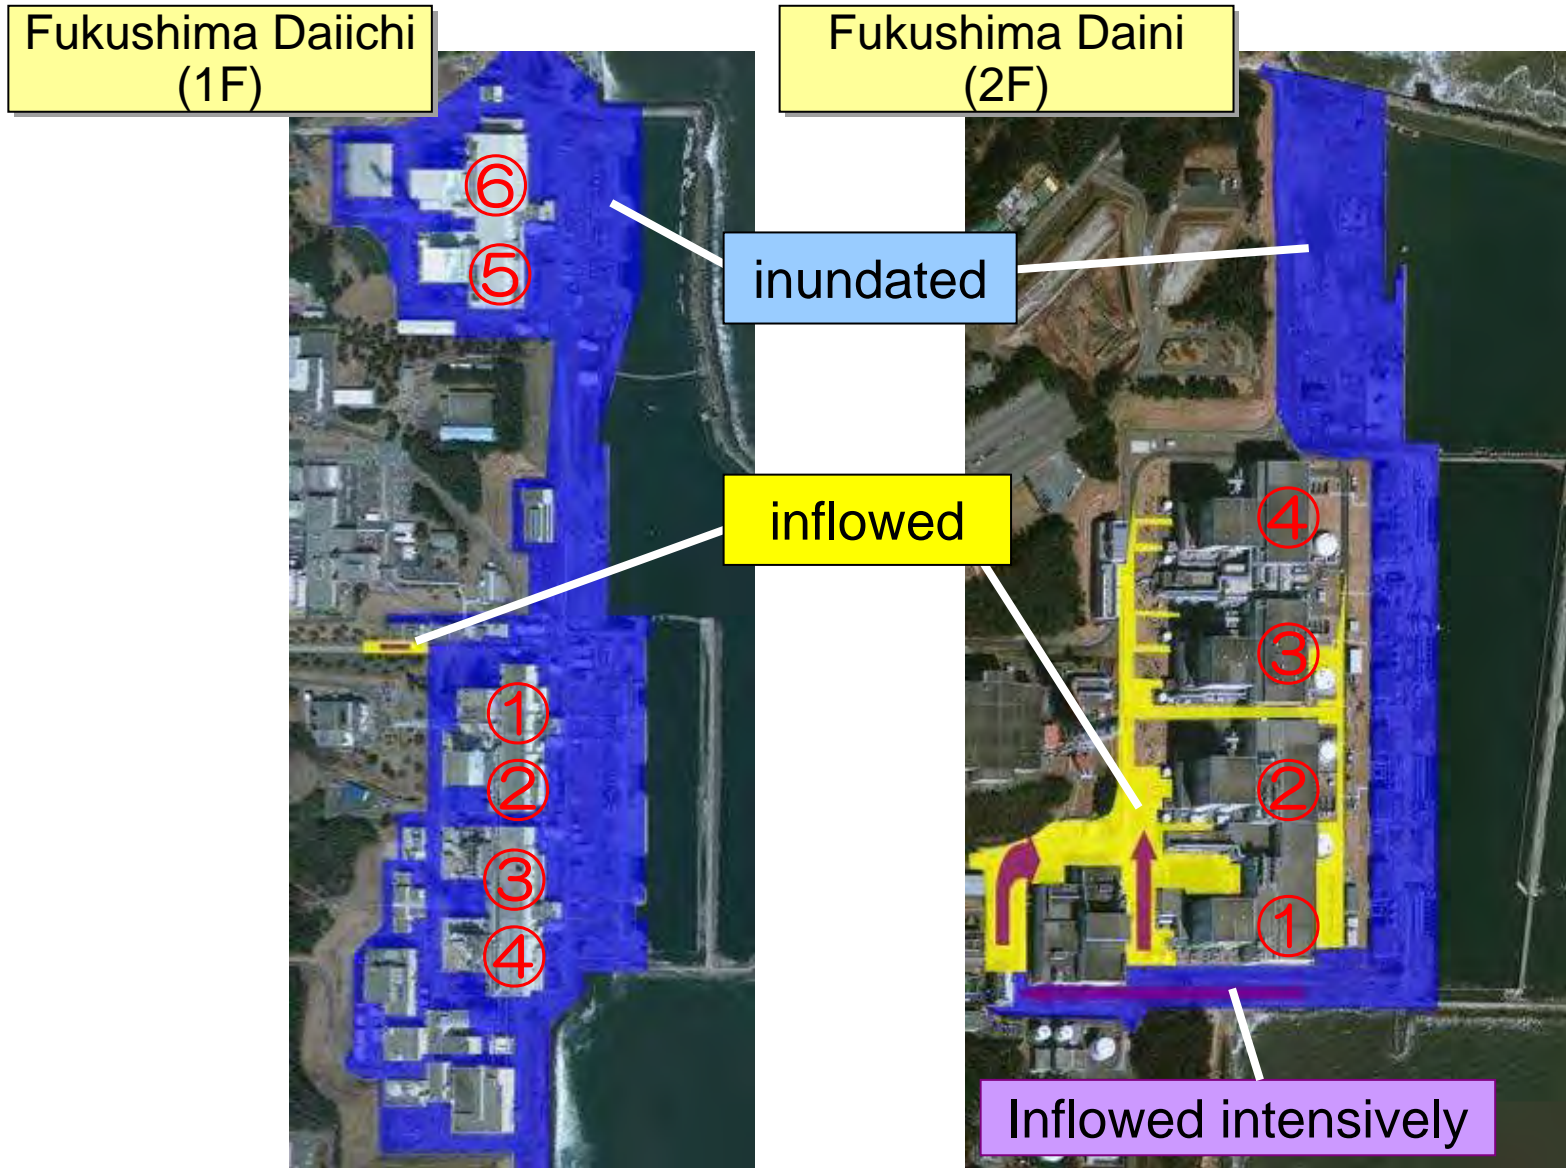 Fukushima Daiichi
(1F)
Fukushima Daini
(2F)
⑥
⑤
inundated
inflowed
①
②
③
④
④
③
②
①
Inflowed intensively